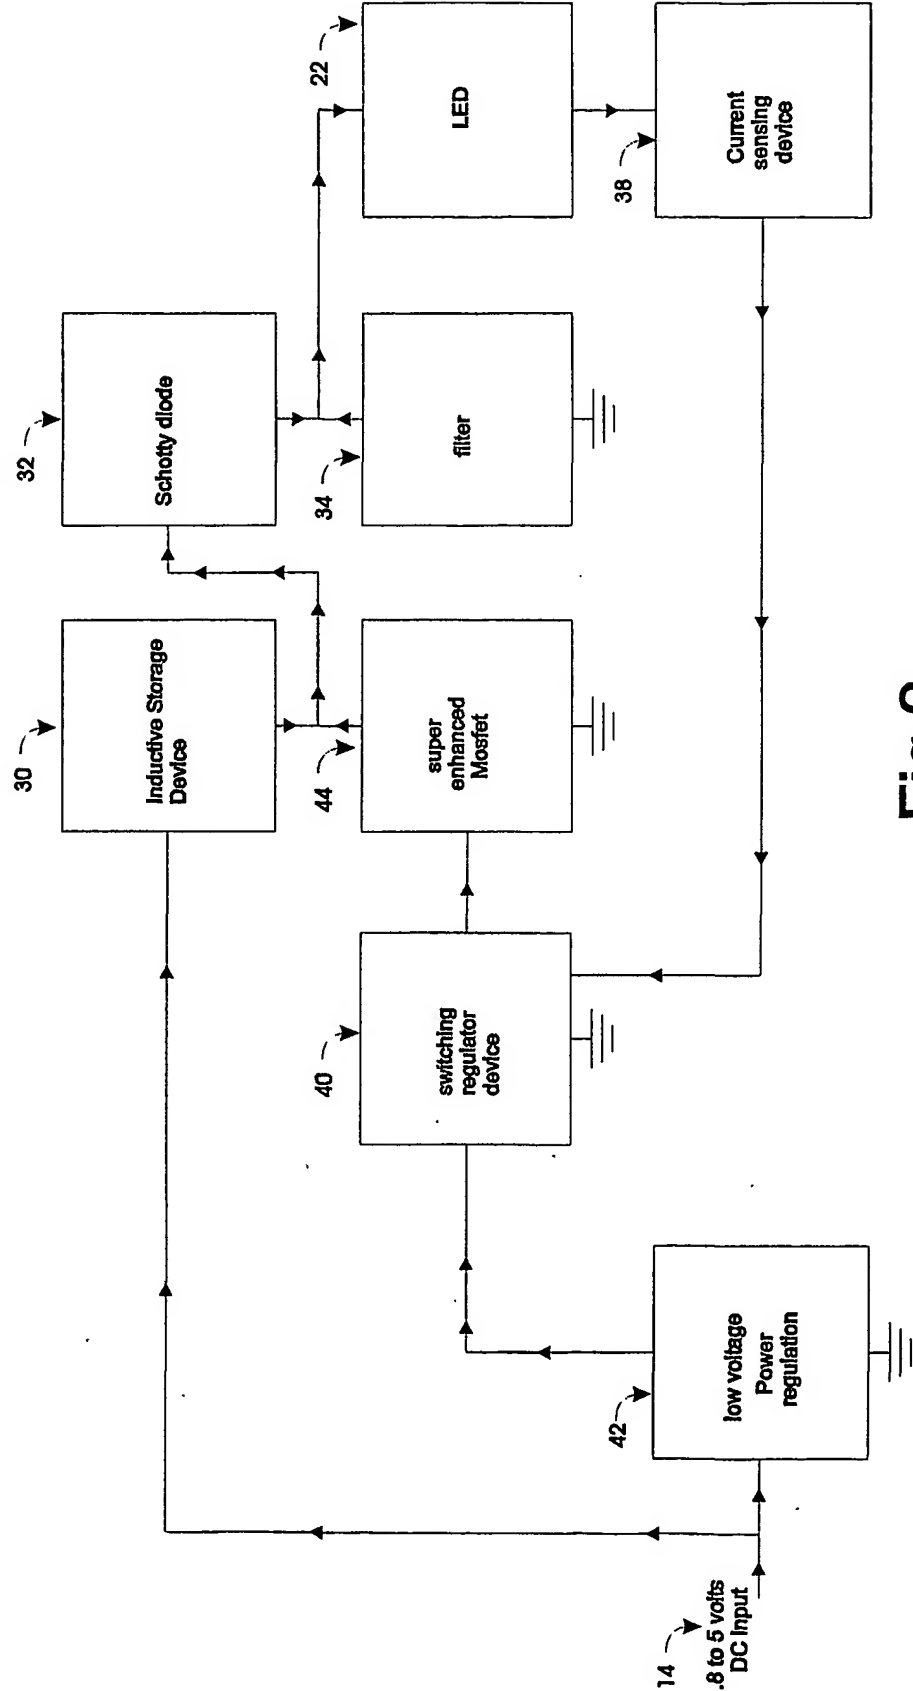 30
32
Inductive Storage
Device
Schotty diode
40
44
34
22
switching
regulator
device
super
enhanced
Mosfet
filter
LED
42
38
14
.8 to 5 volts
DC Input
low voltage
Power
regulation
Current
sensing
device
Fig.